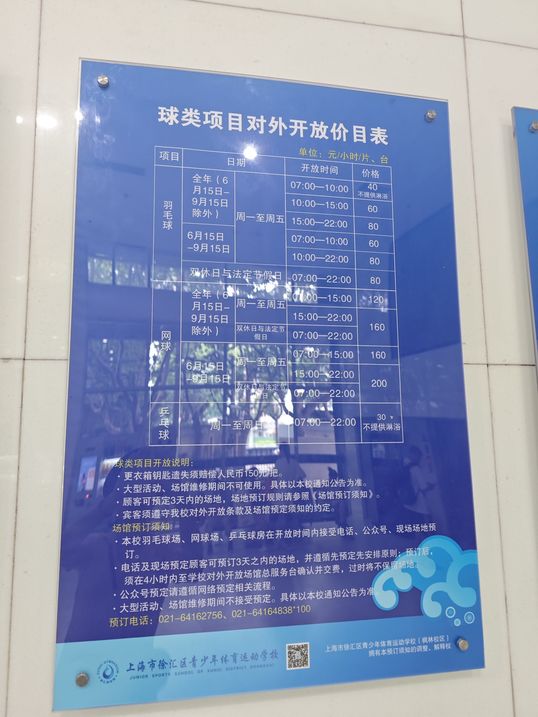 球类项目对外开放价目表
单位：元/小时/片、台
项目 日期 开放时间 价格
羽毛球 全年（6月15日-9月15日除外） 周一至周五 07:00—10:00 40 不提供淋浴
10:00—15:00 60
15:00—22:00 80
6月15日-9月15日 07:00—10:00 60
10:00—22:00 80
双休日与法定节假日 07:00—22:00 80
网球 全年（6月15日-9月15日除外） 周一至周五 07:00—15:00 120
15:00—22:00 160
双休日与法定节假日 07:00—22:00
6月15日-9月15日 周一至周五 07:00—15:00 160
15:00—22:00 200
双休日与法定节假日 07:00—22:00
乒乓球 周一至周日 07:00—22:00 30 不提供淋浴
球类项目开放说明：
• 更衣箱钥匙遗失须赔偿人民币150元/把。
• 大型活动、场馆维修期间不可使用。具体以本校通知公告为准。
• 顾客可预定3天内的场地，场地预订规则请参照《场馆预订须知》。
• 宾客须遵守我校对外开放条款及场馆预定须知的约定。
场馆预订须知：
• 本校羽毛球场、网球场、乒乓球房在开放时间内接受电话、公众号、现场场地预
订。
• 电话及现场预定顾客可预订3天之内的场地，并遵循先预定先安排原则；预订后，
须在4小时内至学校对外开放场馆总服务台确认并交费，过时将不保留场地。
• 公众号预定请遵循网络预定相关流程。
• 大型活动、场馆维修期间不接受预定。具体以本校通知公告为准。
预订电话：021-64162756、021-64164838*100
上海市徐汇区青少年体育运动学校
JUNIOR SPORTS SCHOOL OF XUHUI DISTRICT SHANGHAI
上海市徐汇区青少年体育运动学校（枫林校区）
拥有本预订须知的调整、解释权